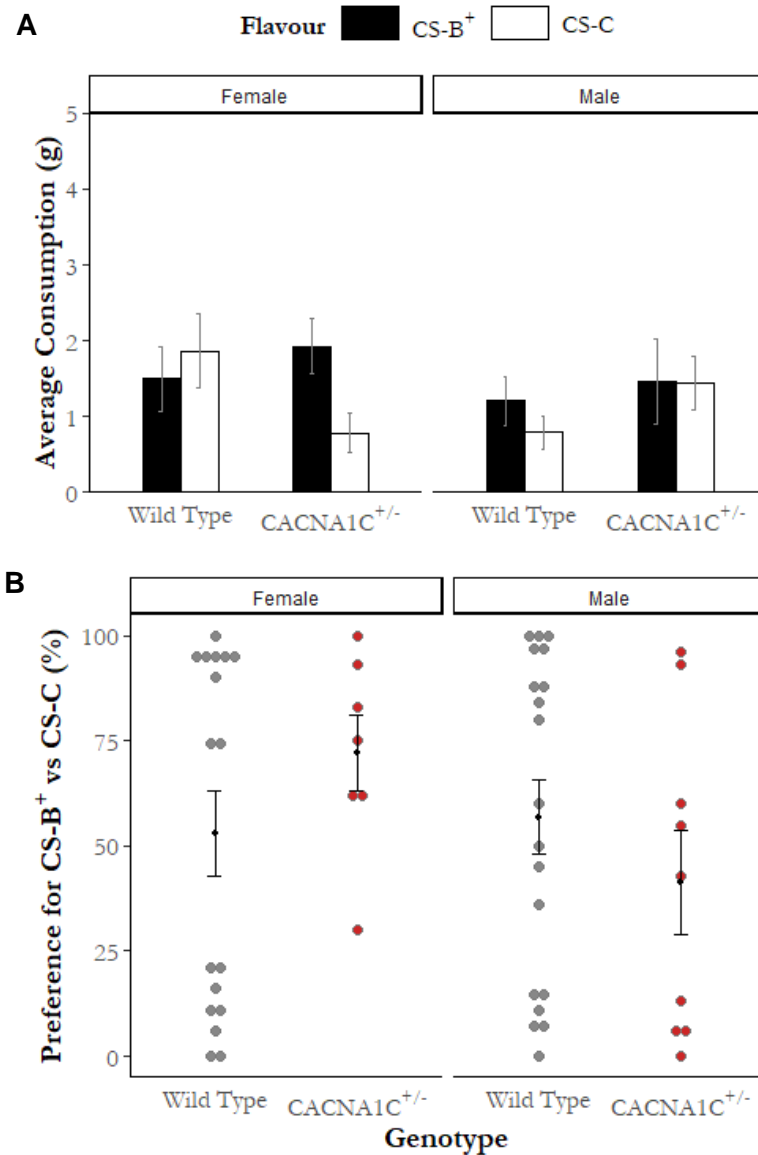 A
Flavour CS-B⁺ CS-C
Female Male
Average Consumption (g)
5
4
3
2
1
0
Wild Type CACNA1C⁺/⁻ Wild Type CACNA1C⁺/⁻
B
Female Male
Preference for CS-B⁺ vs CS-C (%)
100
75
50
25
0
Wild Type CACNA1C⁺/⁻ Wild Type CACNA1C⁺/⁻
Genotype